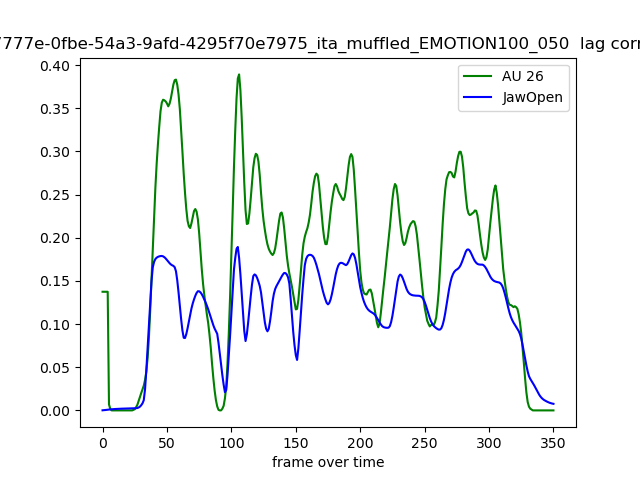 7777e-0fbe-54a3-9afd-4295f70e7975_ita_muffled_EMOTION100_050 lag corr
AU 26
JawOpen
0.40
0.35
0.30
0.25
0.20
0.15
0.10
0.05
0.00
0 50 100 150 200 250 300 350
frame over time